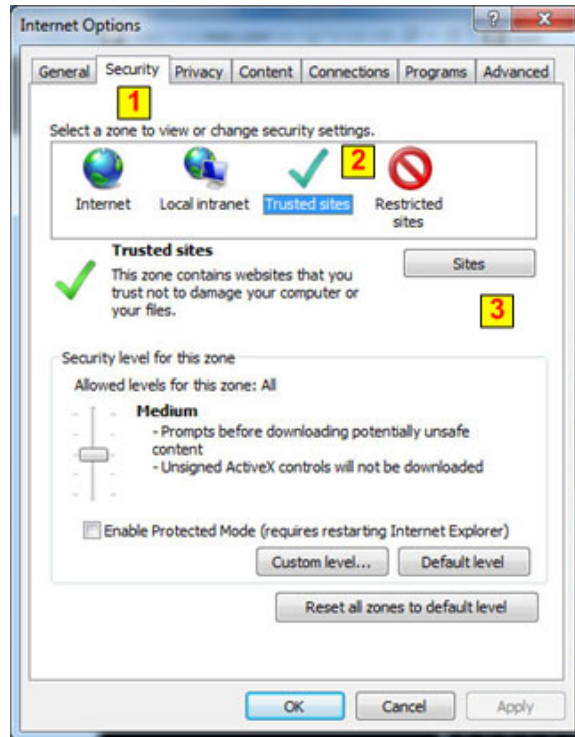 Internet Options
General Security Privacy Content Connections Programs Advanced
1
Select a zone to view or change security settings.
2
Internet Local intranet Trusted sites Restricted sites
Trusted sites
Sites
This zone contains websites that you
trust not to damage your computer or
your files.
3
Security level for this zone
Allowed levels for this zone: All
Medium
- Prompts before downloading potentially unsafe
content
- Unsigned ActiveX controls will not be downloaded
Enable Protected Mode (requires restarting Internet Explorer)
Custom level... Default level
Reset all zones to default level
OK Cancel Apply